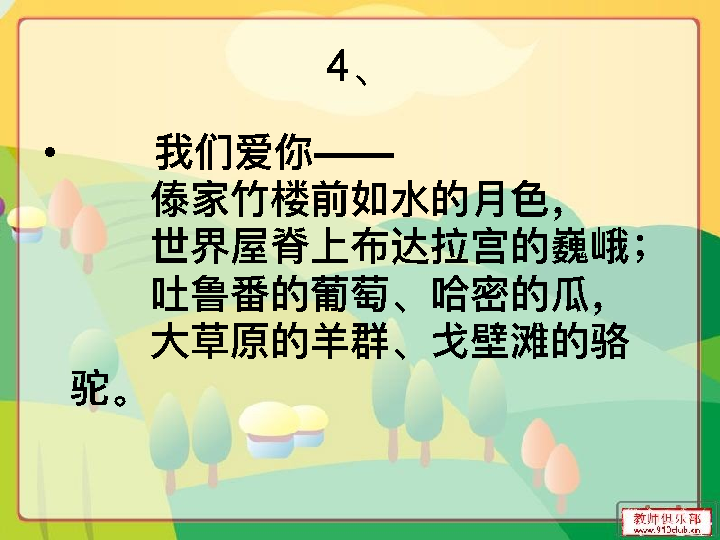 4、
• 我们爱你——
傣家竹楼前如水的月色，
世界屋脊上布达拉宫的巍峨；
吐鲁番的葡萄、哈密的瓜，
大草原的羊群、戈壁滩的骆
驼。
教师俱乐部
www.910club.cn